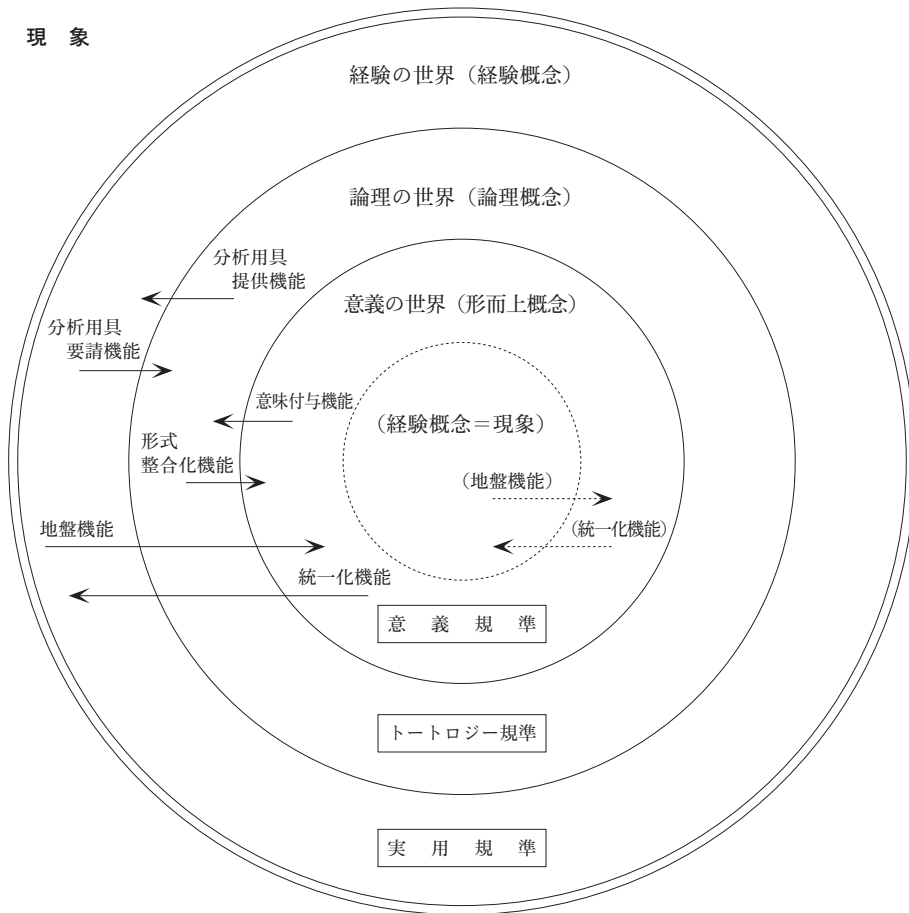 現　象
経験の世界（経験概念）
論理の世界（論理概念）
分析用具
提供機能
意義の世界（形而上概念）
分析用具
要請機能
意味付与機能
（経験概念＝現象）
形式
整合化機能
（地盤機能）
地盤機能
（統一化機能）
統一化機能
意　義　規　準
トートロジー規準
実　用　規　準